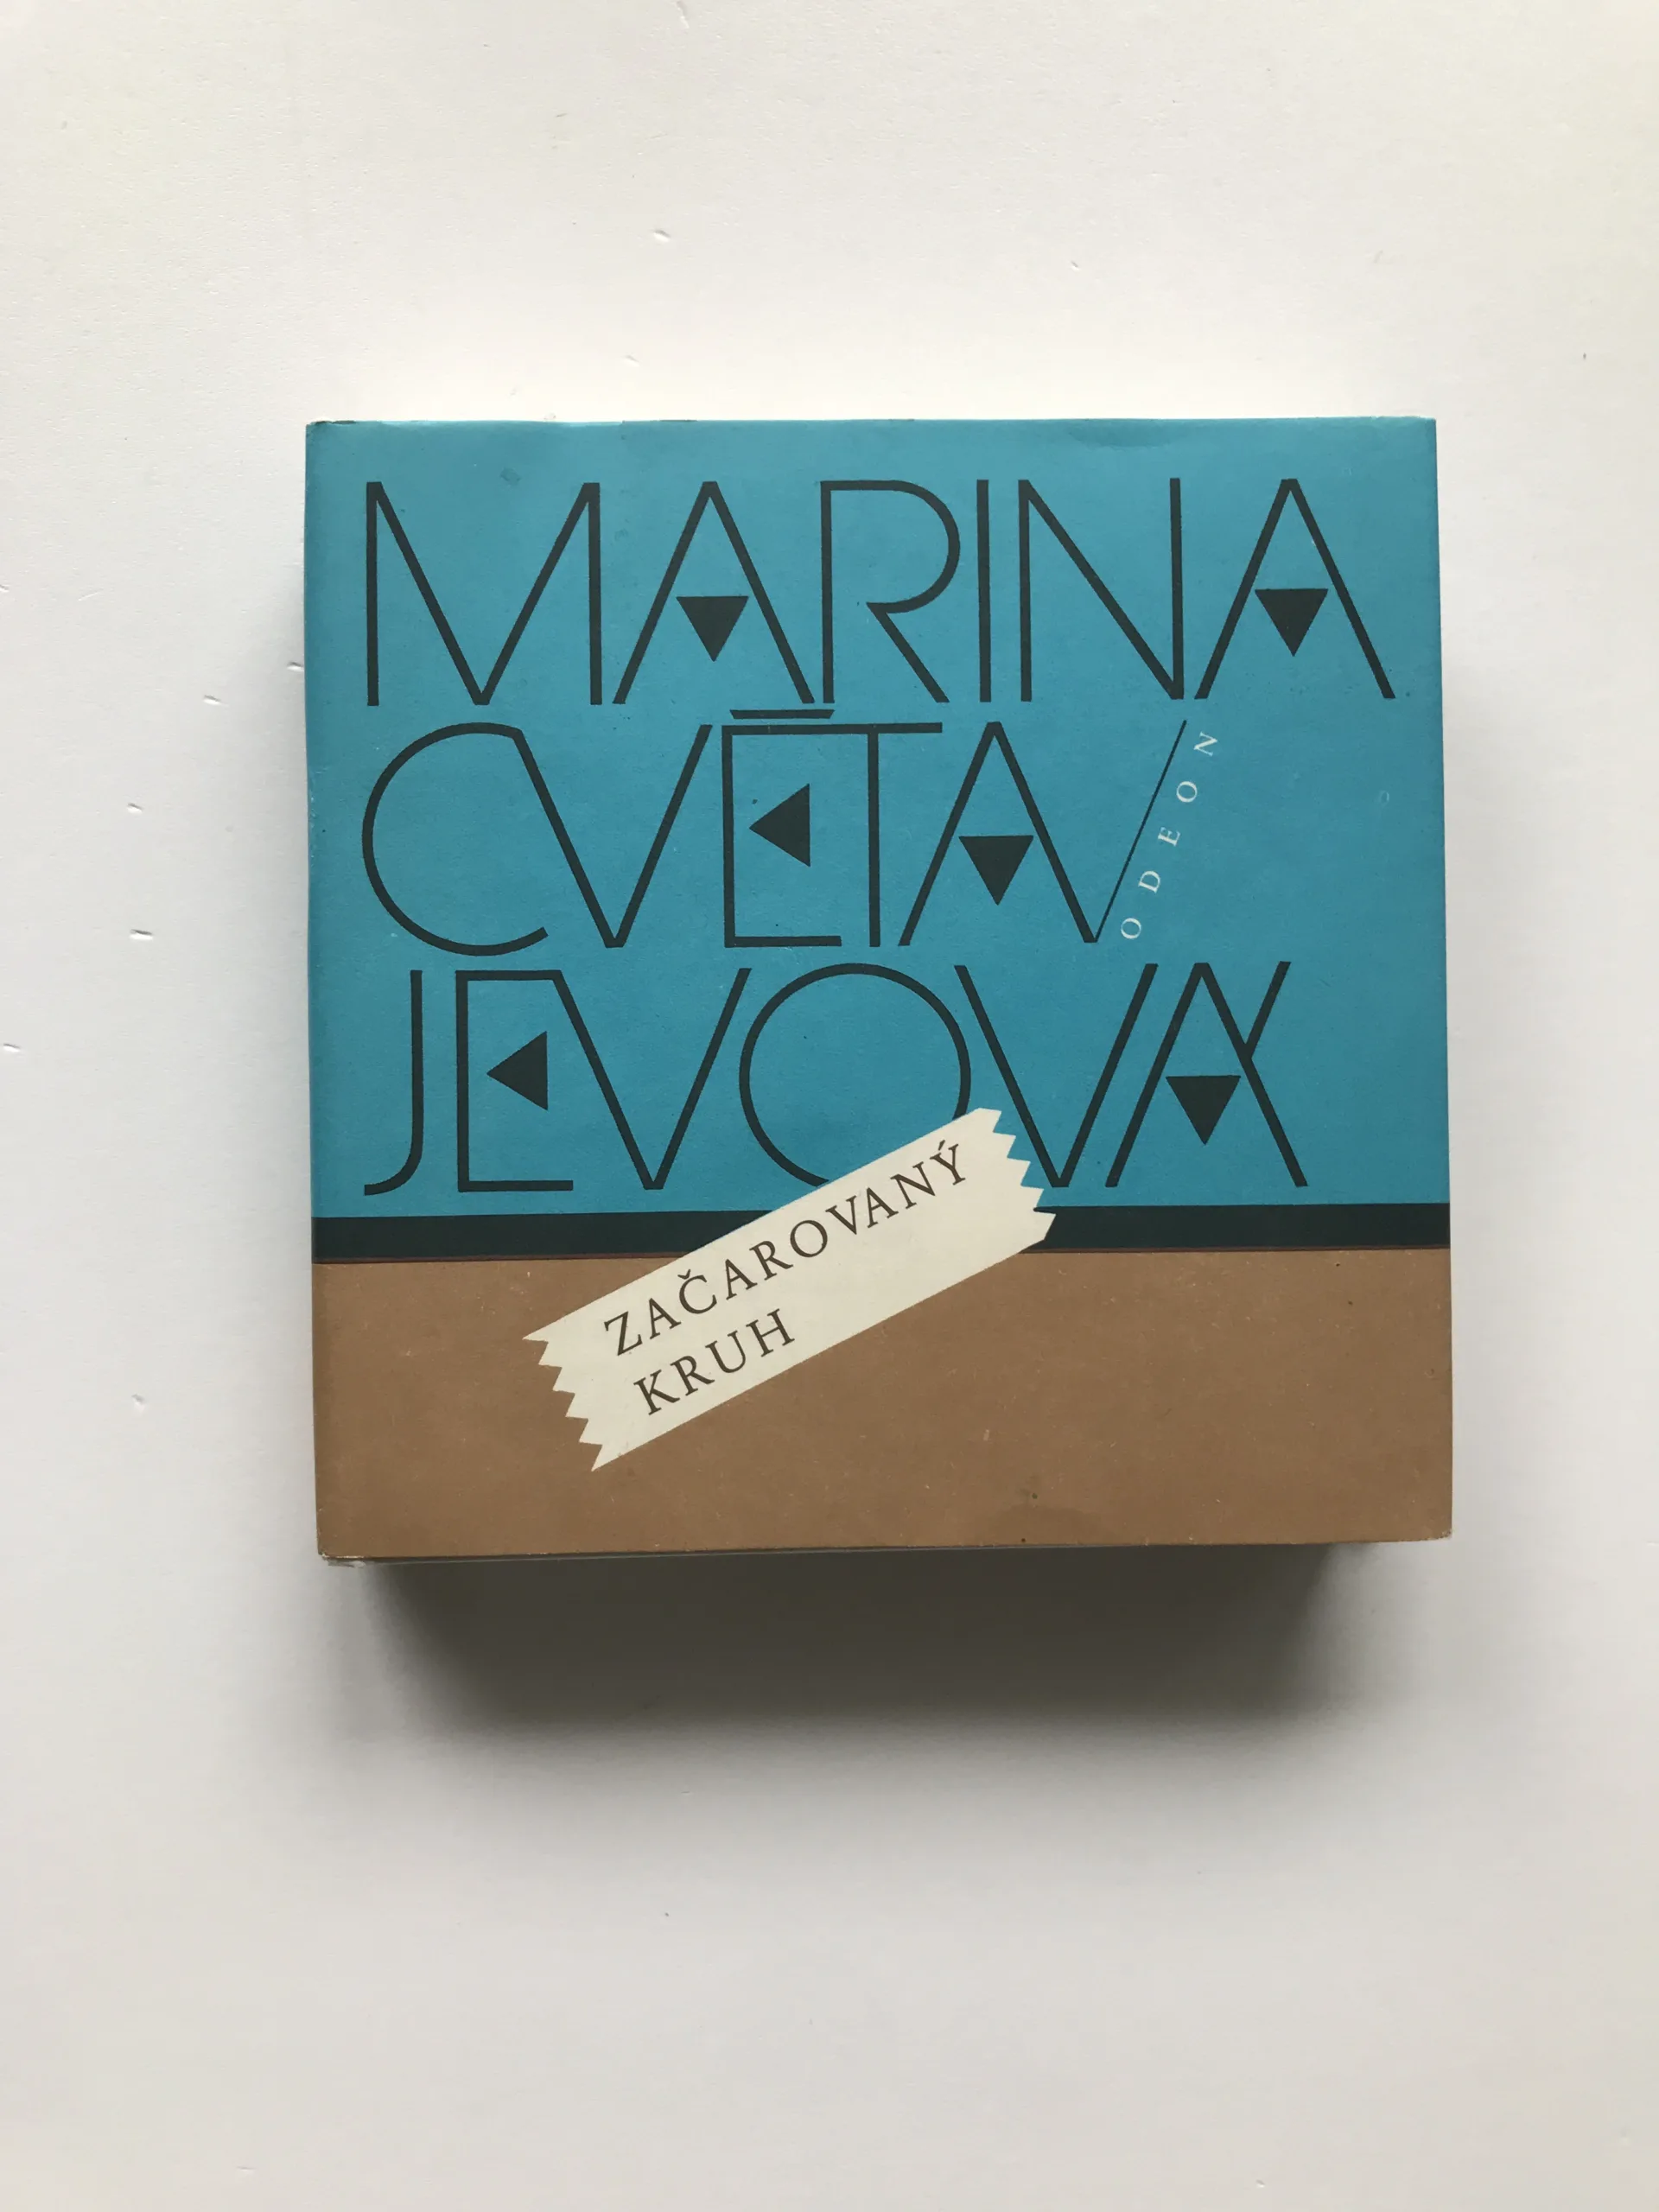 MARINA
CVĚTA
JEVOVA
ODEON
ZAČAROVANÝ
KRUH